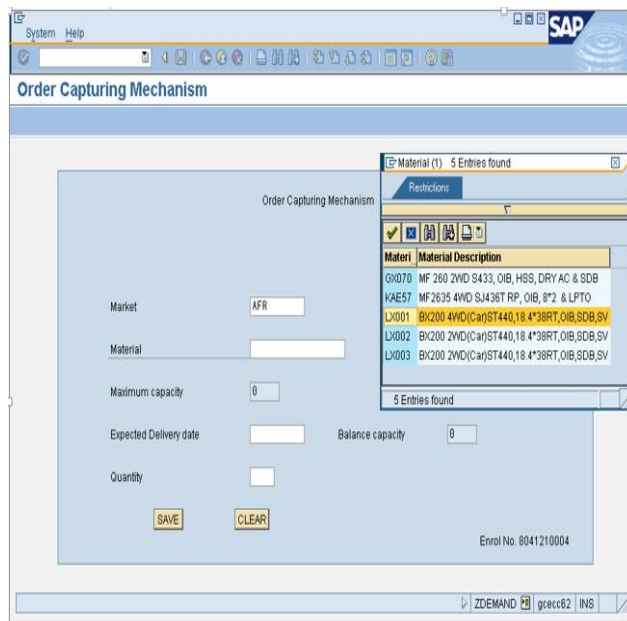 System Help
SAP
Order Capturing Mechanism
Material (1) 5 Entries found
Restrictions
Order Capturing Mechanism
Materi Material Description
GX070 MF 260 2WD S433, OIB, HSS, DRY AC & SDB
KAE57 MF2635 4WD SJ436T RP, OIB, 8*2 & LPTO
LX001 BX200 4WD(Car)ST440,18.4*38RT,OIB,SDB,SV
LX002 BX200 2WD(Car)ST440,18.4*38RT,OIB,SDB,SV
LX003 BX200 2WD(Car)ST440,18.4*38RT,OIB,SDB,SV
5 Entries found
Market AFR
Material
Maximum capacity 0
Expected Delivery date Balance capacity 0
Quantity
SAVE CLEAR
Enrol No. 8041210004
ZDEMAND gcecc62 INS